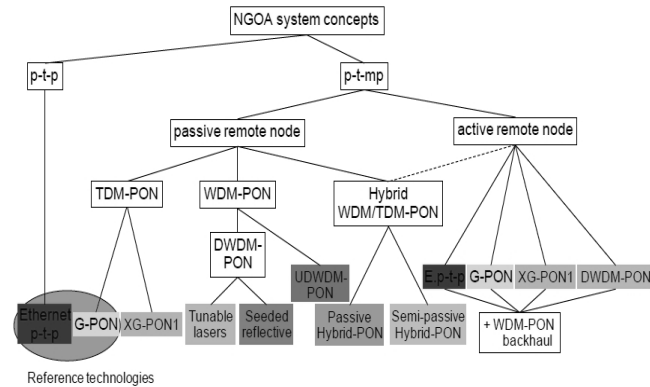 NGOA system concepts
p-t-p
p-t-mp
passive remote node
active remote node
TDM-PON
WDM-PON
Hybrid
WDM/TDM-PON
DWDM-
PON
UDWDM-
PON
E.p-t-p
G-PON
XG-PON1
DWDM-PON
Ethernet
p-t-p
G-PON
XG-PON1
Tunable
lasers
Seeded
reflective
Passive
Hybrid-PON
Semi-passive
Hybrid-PON
+ WDM-PON
backhaul
Reference technologies